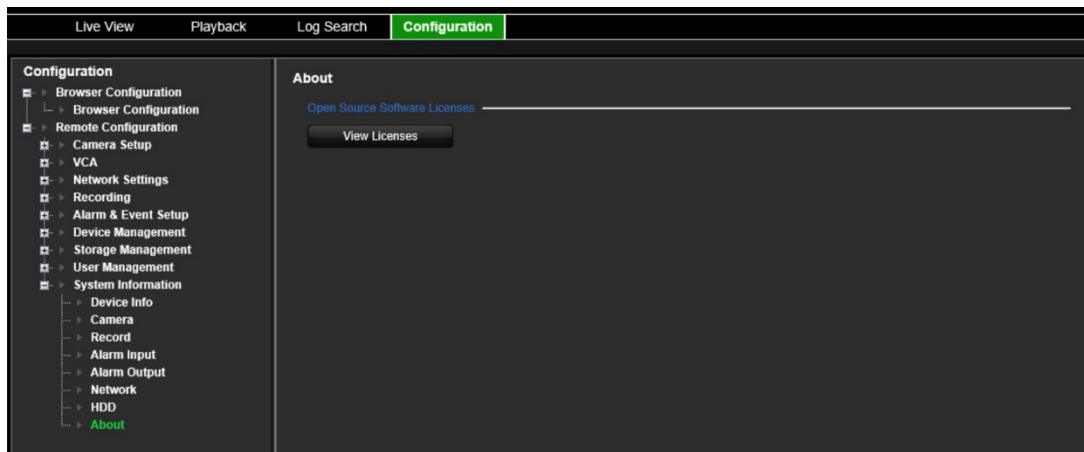 Live View Playback Log Search Configuration
Configuration
Browser Configuration
Browser Configuration
Remote Configuration
Camera Setup
VCA
Network Settings
Recording
Alarm & Event Setup
Device Management
Storage Management
User Management
System Information
Device Info
Camera
Record
Alarm Input
Alarm Output
Network
HDD
About
About
Open Source Software Licenses
View Licenses